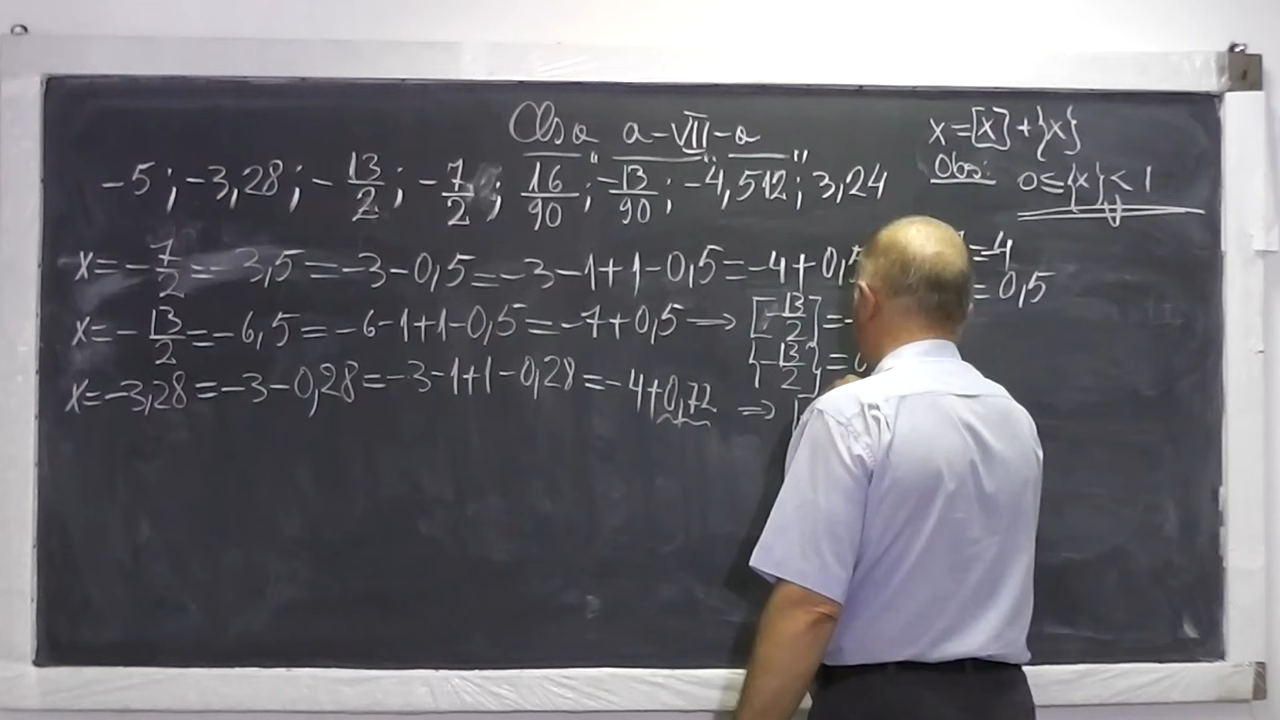 Clsa a-VII-a
x=[x]+{x}
Obs: 0≤{x}<1
-5; -3,28; -13/2; -7/2; 16/90; -13/90; -4,512; 3,24
x=-7/2=-3,5=-3-0,5=-3-1+1-0,5=-4+0,5
=-4
=0,5
x=-13/2=-6,5=-6-1+1-0,5=-7+0,5→[-13/2]=-
{-13/2}=
x=-3,28=-3-0,28=-3-1+1-0,28=-4+0,72 ⇒ [